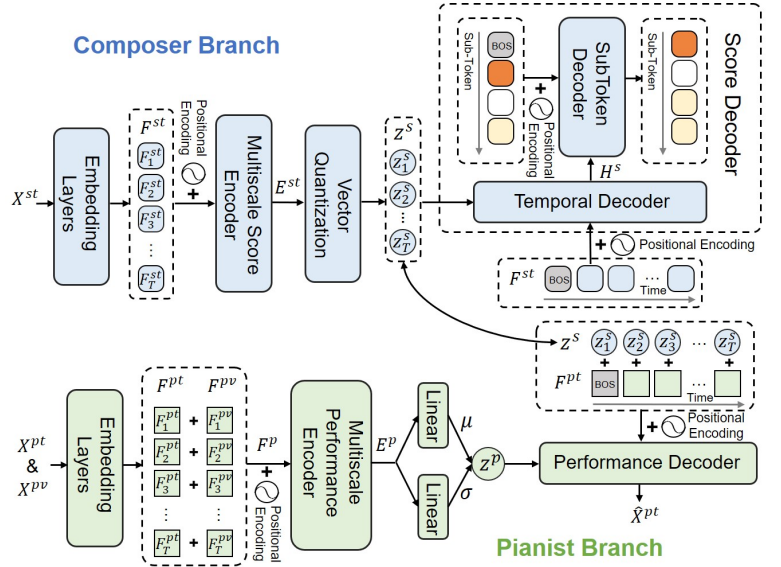 Composer Branch
X^{st}
Embedding
Layers
F^{st}
F_1^{st}
F_2^{st}
F_3^{st}
⋮
F_T^{st}
Positional
Encoding
+
Multiscale Score
Encoder
E^{st}
Vector
Quantization
z^s
z_1^s
z_2^s
⋮
z_T^s
Score Decoder
Sub-Token
BOS
+
Positional
Encoding
SubToken
Decoder
Sub-Token
H^s
Temporal Decoder
+ Positional Encoding
F^{st} BOS ...
Time
z^s z_1^s z_2^s z_3^s ... z_T^s
+ + + +
F^{pt} BOS ...
Time
+ Positional
Encoding
X^{pt}
&
X^{pv}
Embedding
Layers
F^{pt} F^{pv}
F_1^{pt} + F_1^{pv}
F_2^{pt} + F_2^{pv}
F_3^{pt} + F_3^{pv}
⋮ ⋮
F_T^{pt} + F_T^{pv}
F^p
+
Positional
Encoding
Multiscale
Performance
Encoder
E^p
Linear
Linear
μ
σ
z^p
Performance Decoder
X̂^{pt}
Pianist Branch